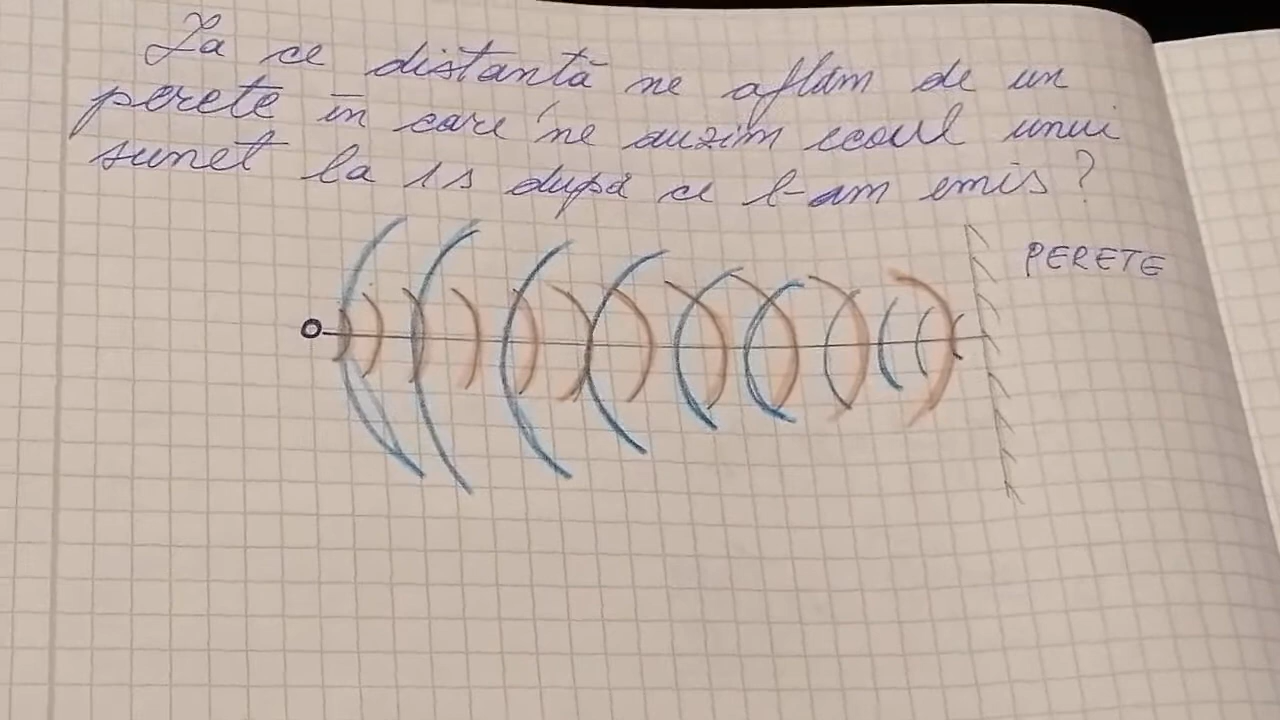 La ce distanță ne aflăm de un
perete în care ne auzim ecoul unui
sunet la 1s după ce l-am emis?
PERETE